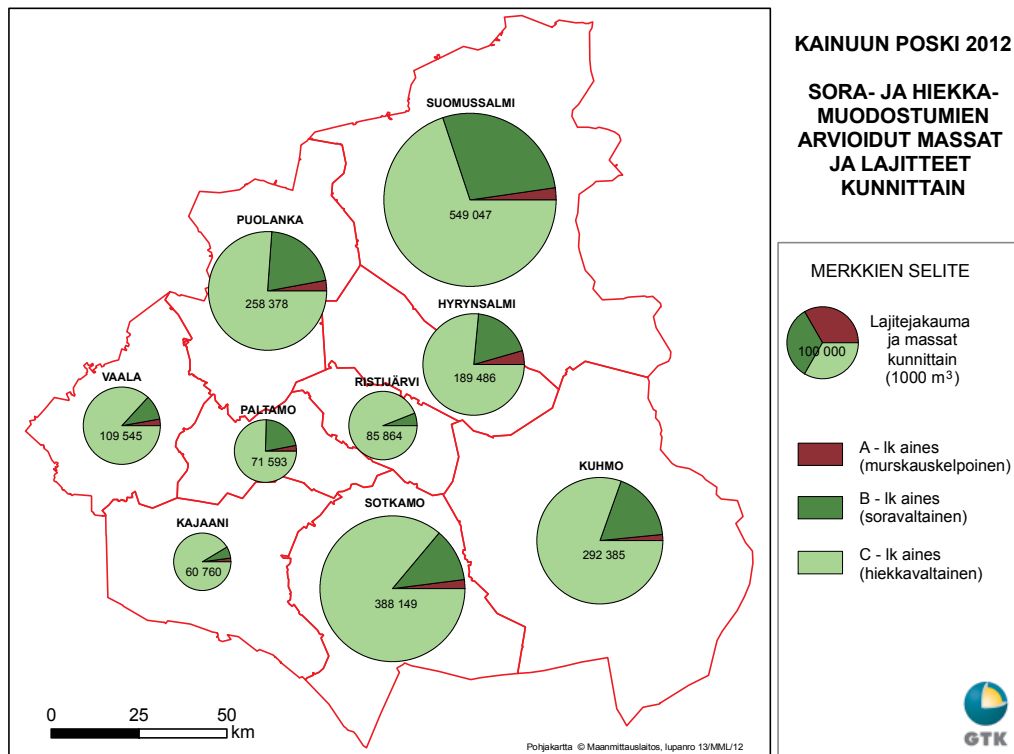 KAINUUN POSKI 2012
SORA- JA HIEKKA-
MUODOSTUMIEN
ARVIOIDUT MASSAT
JA LAJITTEET
KUNNITTAIN
SUOMUSSALMI
549 047
PUOLANKA
258 378
HYRYNSALMI
189 486
VAALA
109 545
PALTAMO
71 593
RISTIJÄRVI
85 864
KUHMO
292 385
KAJAANI
60 760
SOTKAMO
388 149
MERKKIEN SELITE
100 000
Lajitejakauma
ja massat
kunnittain
(1000 m³)
A - lk aines
(murskauskelpoinen)
B - lk aines
(soravaltainen)
C - lk aines
(hiekkavaltainen)
0 25 50
km
Pohjakartta © Maanmittauslaitos, lupanro 13/MML/12
GTK